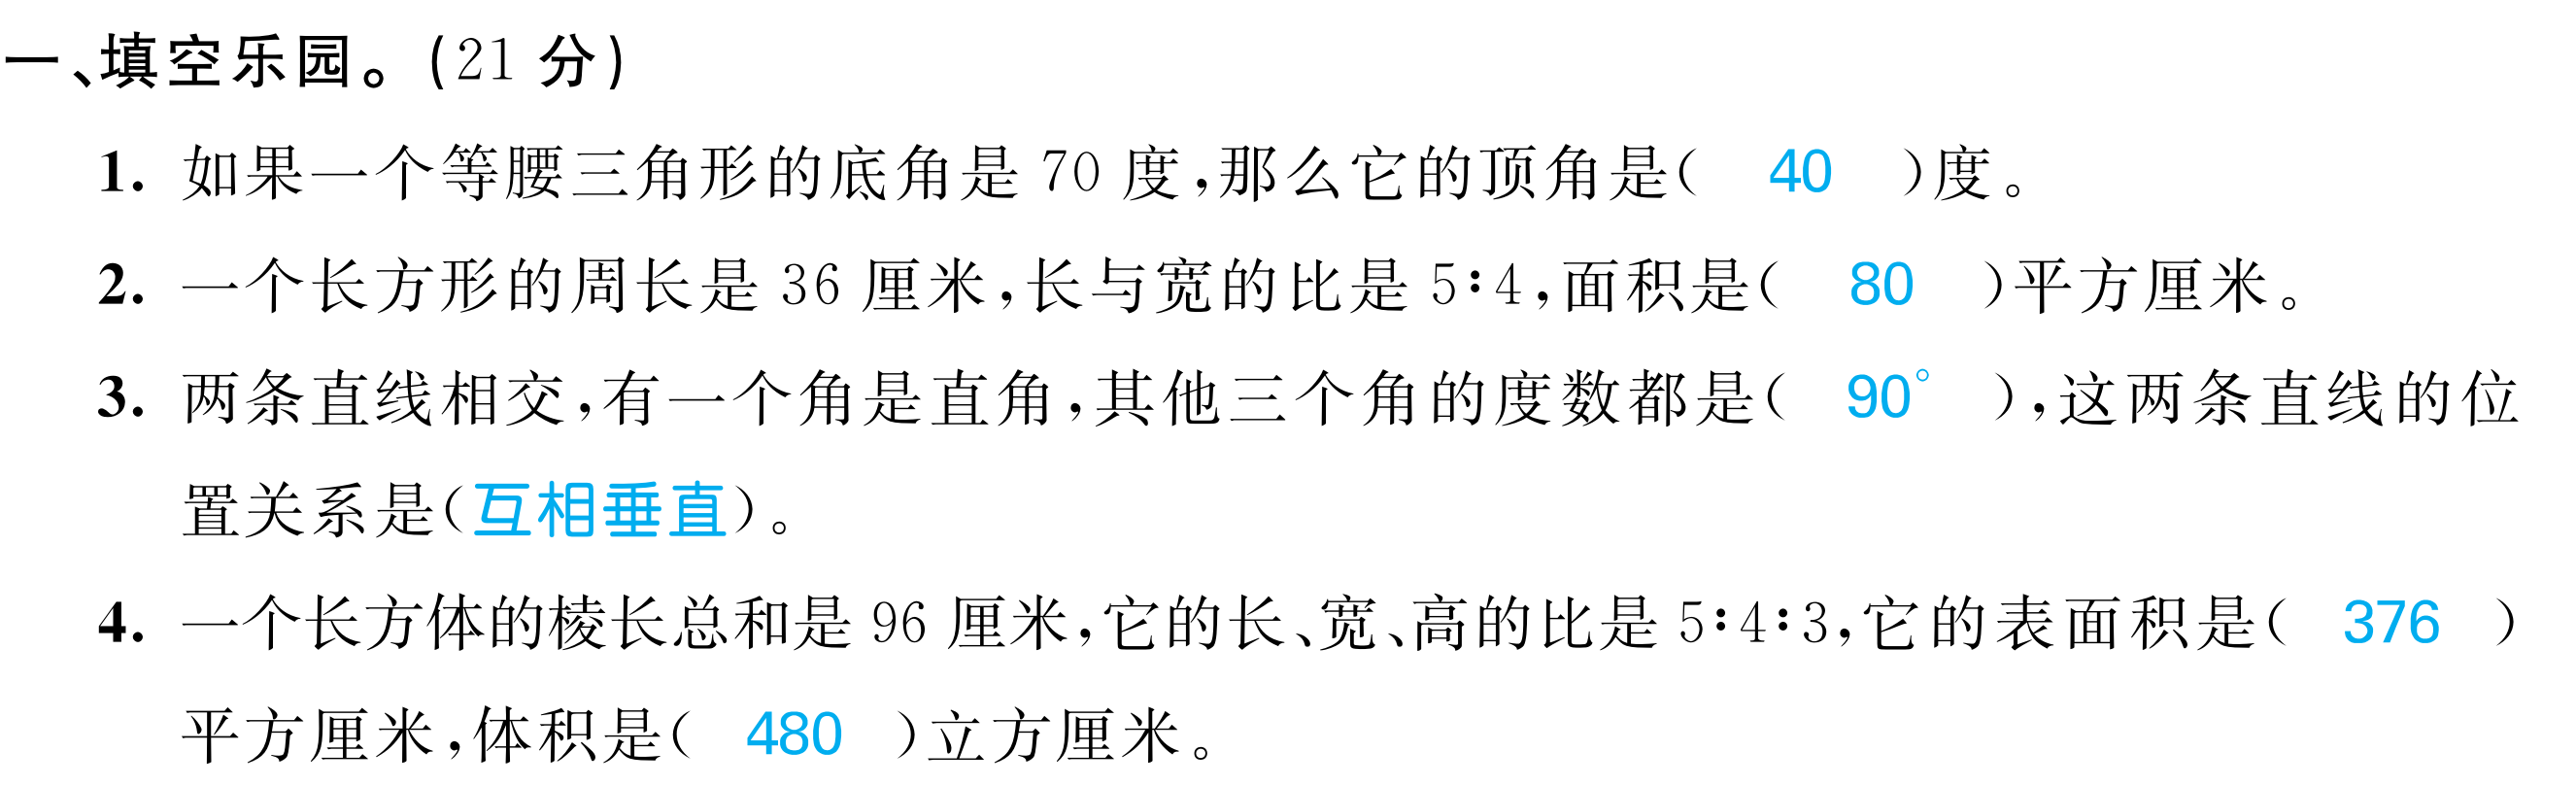 一、填空乐园。(21 分)
1. 如果一个等腰三角形的底角是 70 度,那么它的顶角是( 40 )度。
2. 一个长方形的周长是 36 厘米,长与宽的比是 5∶4,面积是( 80 )平方厘米。
3. 两条直线相交,有一个角是直角,其他三个角的度数都是( 90° ),这两条直线的位
置关系是(互相垂直)。
4. 一个长方体的棱长总和是 96 厘米,它的长、宽、高的比是 5∶4∶3,它的表面积是( 376 )
平方厘米,体积是( 480 )立方厘米。